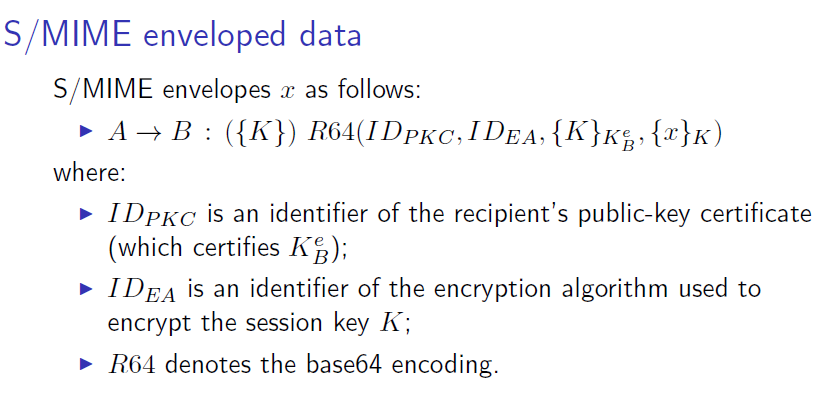 S/MIME enveloped data
S/MIME envelopes x as follows:
▶ A → B : ({K}) R64(ID_{PKC}, ID_{EA}, {K}_{K_B^e}, {x}_K)
where:
▶ ID_{PKC} is an identifier of the recipient's public-key certificate
(which certifies K_B^e);
▶ ID_{EA} is an identifier of the encryption algorithm used to
encrypt the session key K;
▶ R64 denotes the base64 encoding.